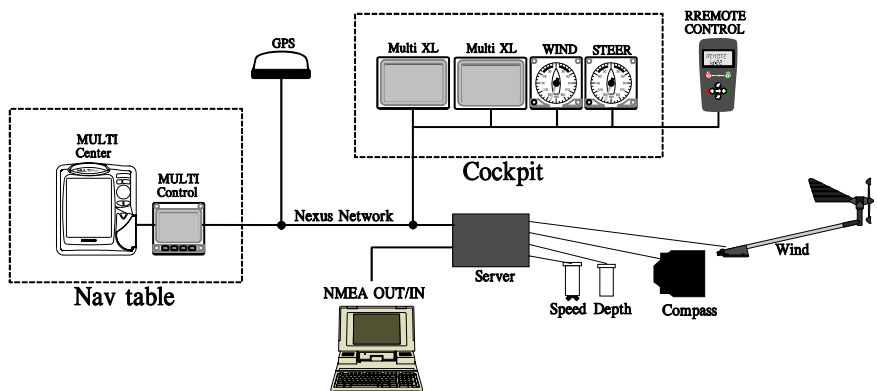 GPS
Multi XL
Multi XL
WIND
STEER
RREMOTE
CONTROL
REMOTE
Cockpit
MULTI
Center
MULTI
Control
Nav table
Nexus Network
Server
NMEA OUT/IN
Speed
Depth
Compass
Wind